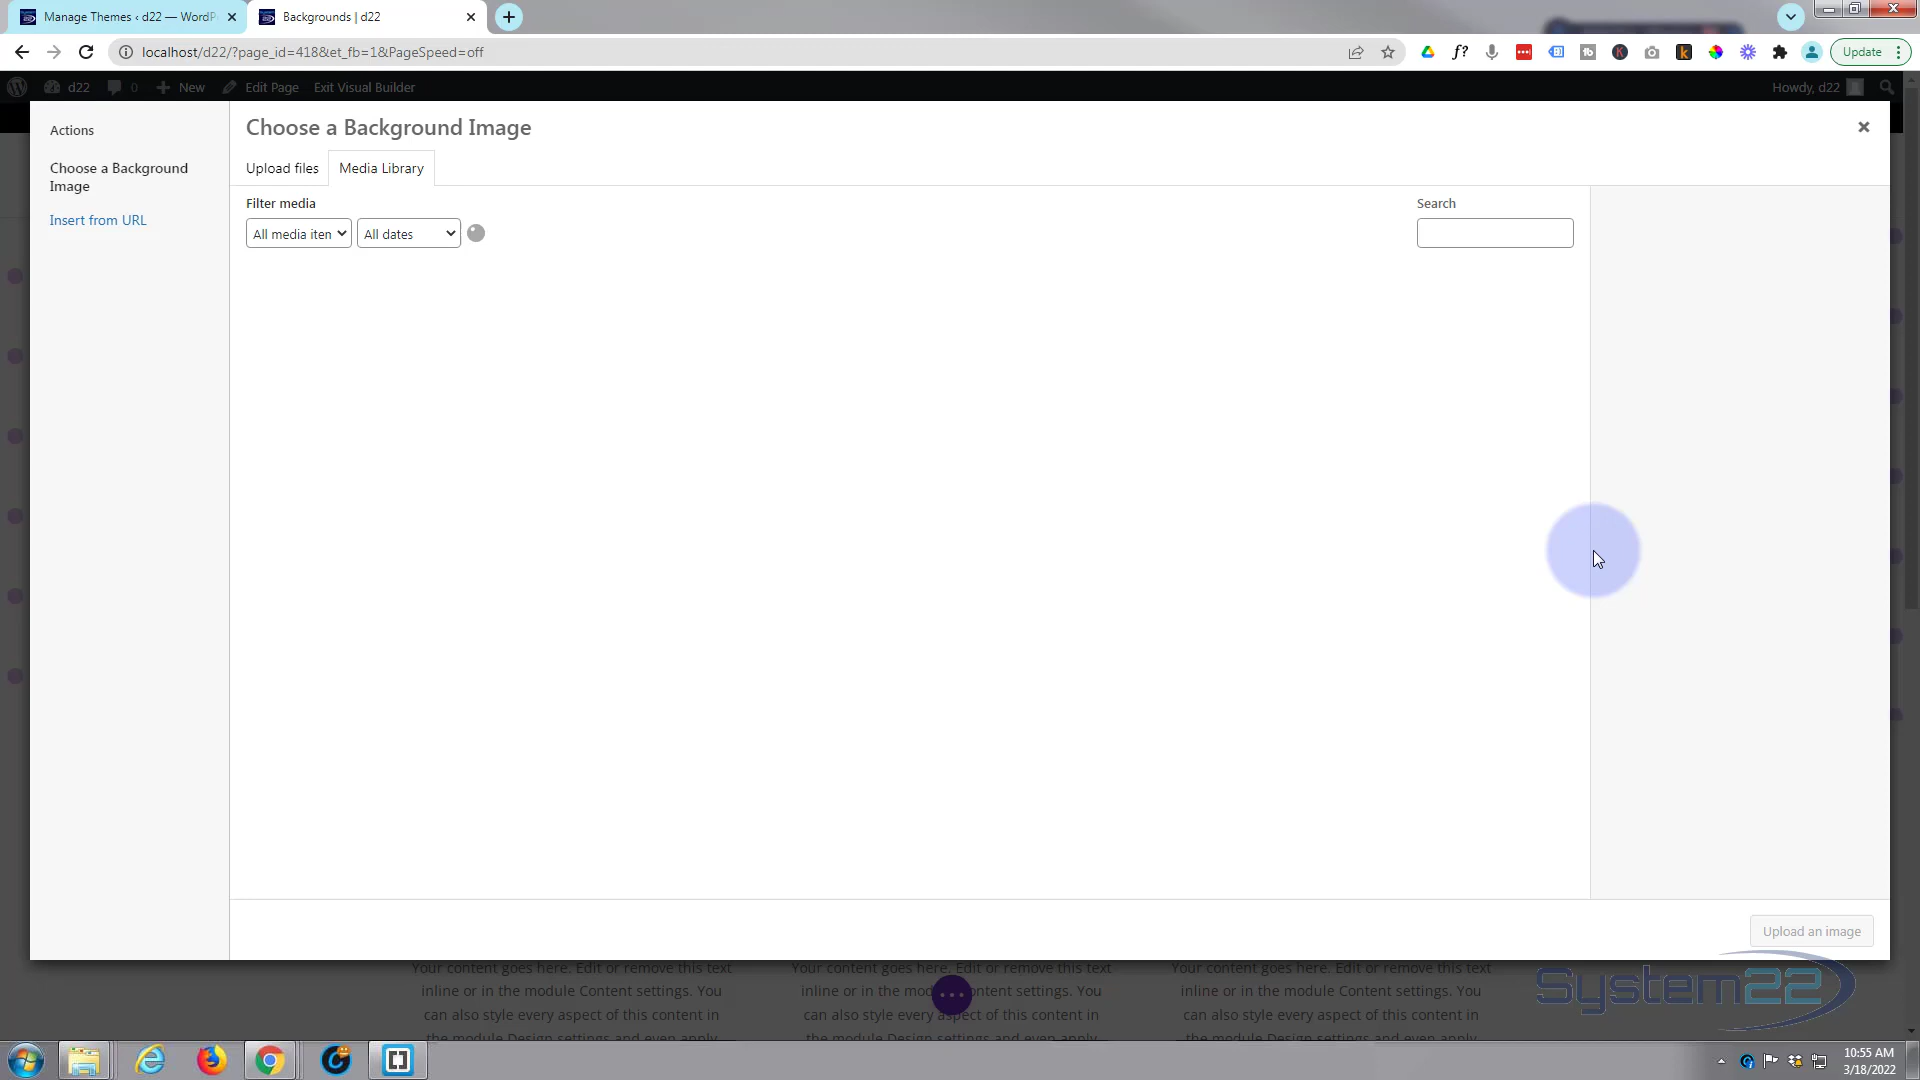 Manage Themes ‹ d22 — WordP
Backgrounds | d22
localhost/d22/?page_id=418&et_fb=1&PageSpeed=off
f?
Update
d22
0
New
Edit Page
Exit Visual Builder
Howdy, d22
Actions
Choose a Background
Image
Insert from URL
Choose a Background Image
Upload files
Media Library
Filter media
All media iten
All dates
Search
Upload an image
Your content goes here. Edit or remove this text
inline or in the module Content settings. You
can also style every aspect of this content in
the module Design settings and even apply
Your content goes here. Edit or remove this text
inline or in the mod ontent settings. You
can also style every aspect of this content in
the module Design settings and even apply
Your content goes here. Edit or remove this text
inline or in the module Content settings. You
can also style every aspect of this content in
the module Design settings and even apply
System22
10:55 AM
3/18/2022